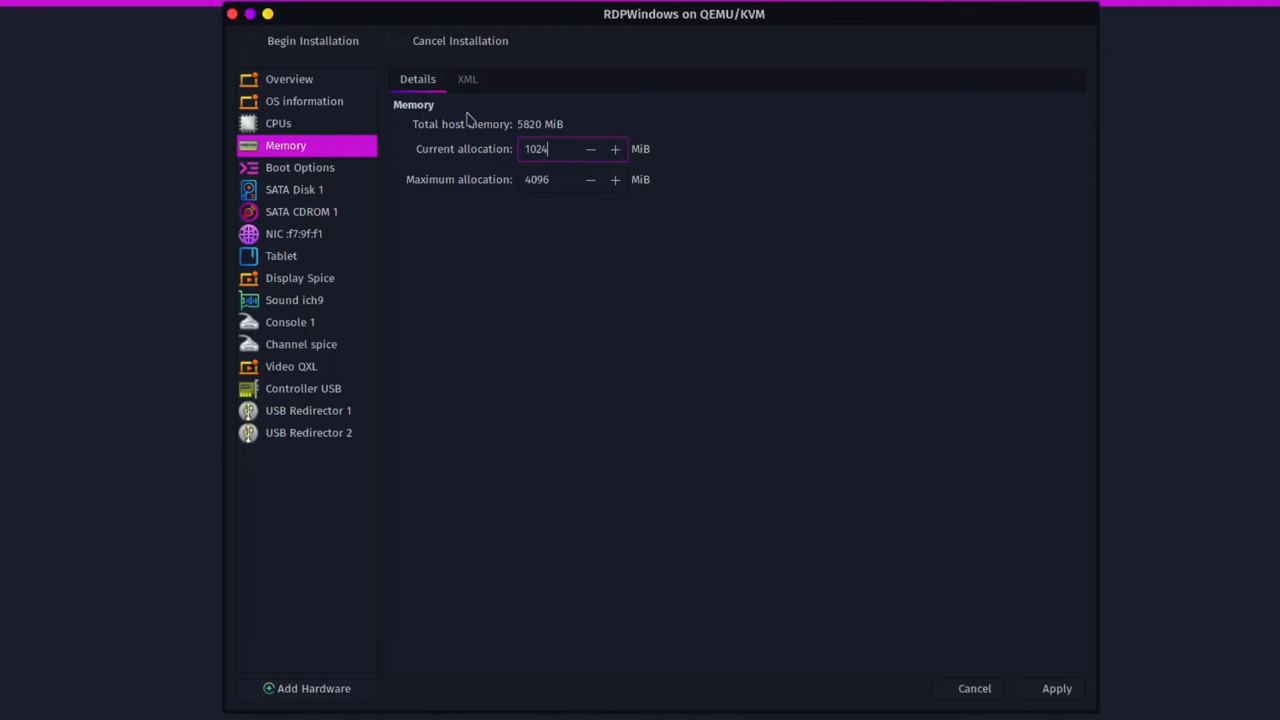 RDPWindows on QEMU/KVM
Begin Installation
Cancel Installation
Overview
OS information
CPUs
Memory
Boot Options
SATA Disk 1
SATA CDROM 1
NIC :f7:9f:f1
Tablet
Display Spice
Sound ich9
Console 1
Channel spice
Video QXL
Controller USB
USB Redirector 1
USB Redirector 2
Add Hardware
Details
XML
Memory
Total host memory: 5820 MiB
Current allocation: 1024 MiB
Maximum allocation: 4096 MiB
Cancel
Apply